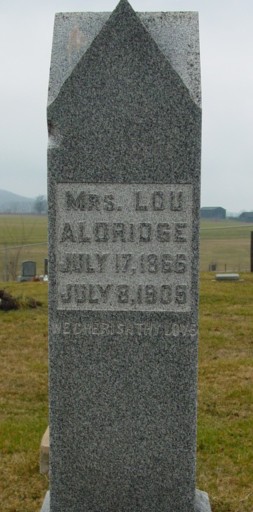 MRS. LOU
ALDRIDGE
JULY 17, 1866
JULY 8, 1905
WE CHERISH THY LOVE